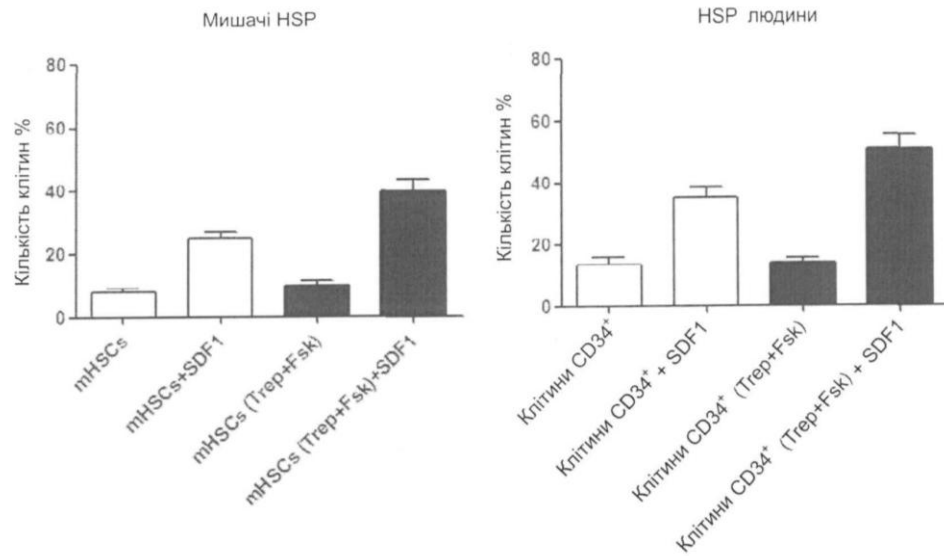 Мишачі HSP
Кількість клітин %
80
60
40
20
0
mHSCs
mHSCs+SDF1
mHSCs (Trep+Fsk)
mHSCs (Trep+Fsk)+SDF1
HSP людини
Кількість клітин %
80
60
40
20
0
Клітини CD34⁺
Клітини CD34⁺ + SDF1
Клітини CD34⁺ (Trep+Fsk)
Клітини CD34⁺ (Trep+Fsk) + SDF1